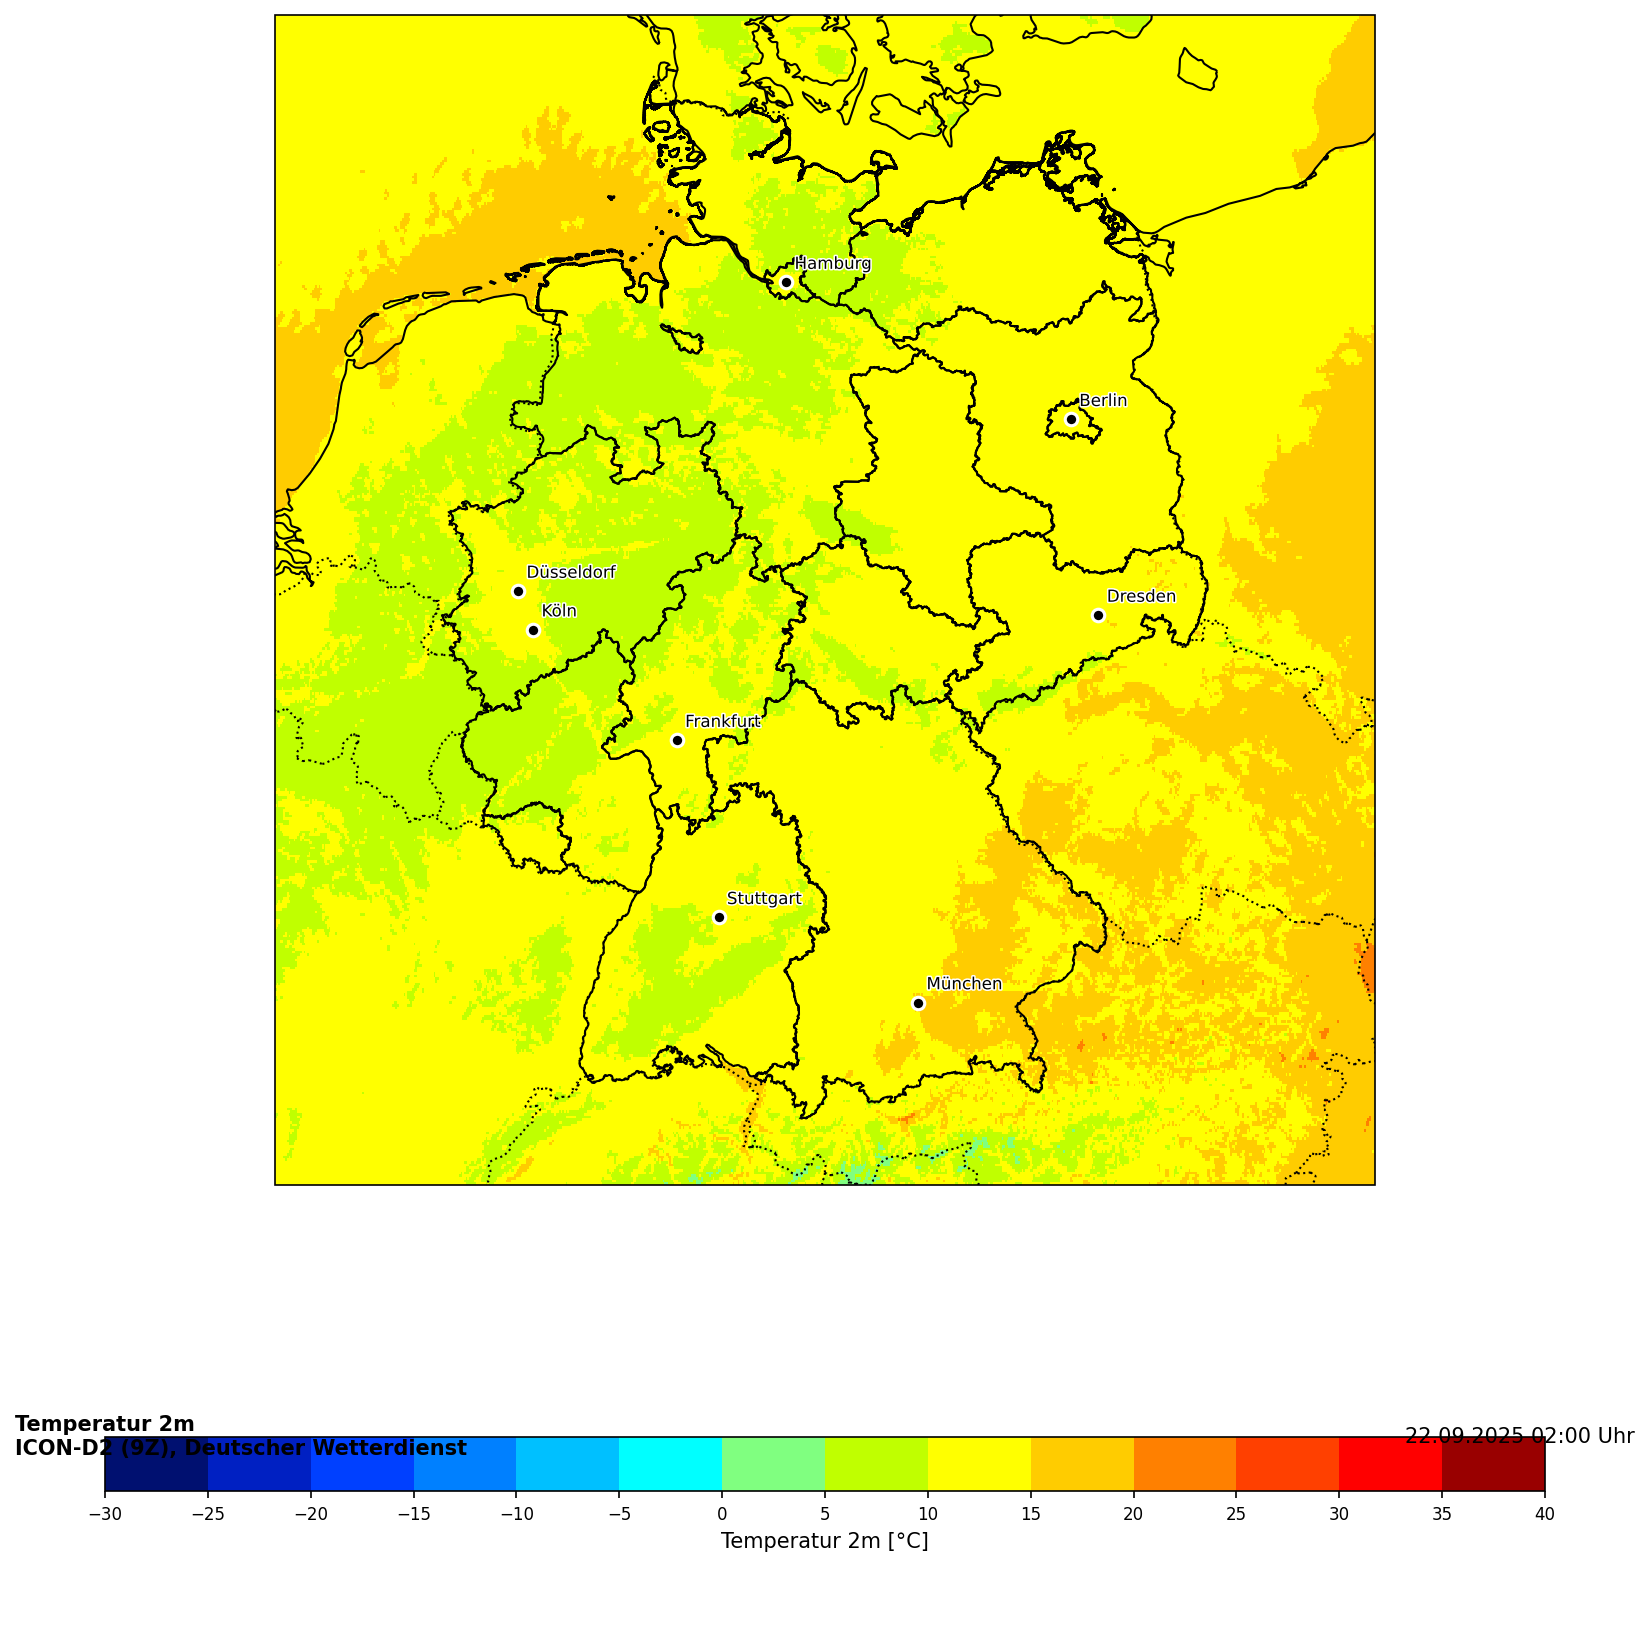 Hamburg
Berlin
Düsseldorf
Dresden
Köln
Frankfurt
Stuttgart
München
Temperatur 2m
ICON-D2 (9Z), Deutscher Wetterdienst
22.09.2025 02:00 Uhr
−30 −25 −20 −15 −10 −5 0 5 10 15 20 25 30 35 40
Temperatur 2m [°C]